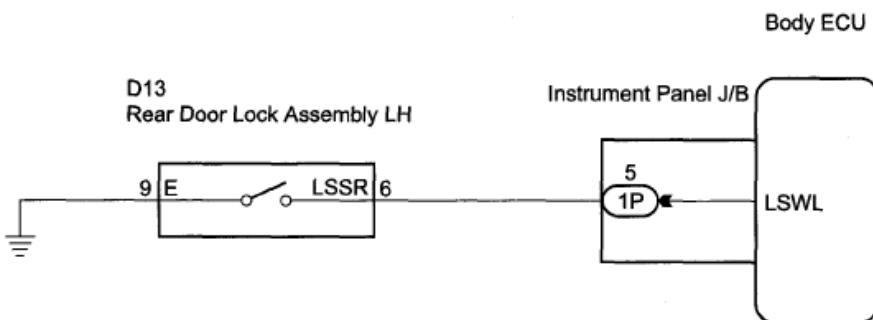 Body ECU
D13
Rear Door Lock Assembly LH
Instrument Panel J/B
9 E LSSR 6
5
1P
LSWL